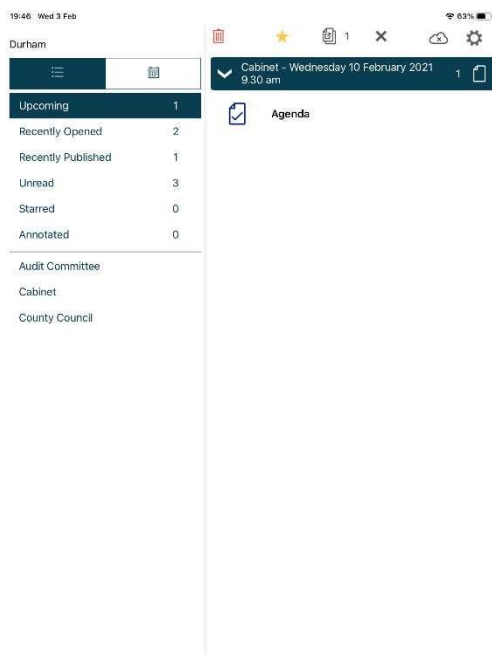 19:46 Wed 3 Feb
63%
Durham
1
Upcoming 1
Recently Opened 2
Recently Published 1
Unread 3
Starred 0
Annotated 0
Audit Committee
Cabinet
County Council
Cabinet - Wednesday 10 February 2021
9.30 am
1
Agenda